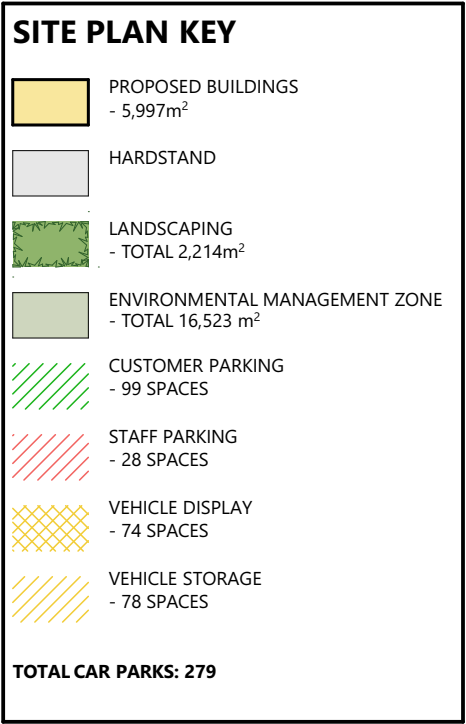 SITE PLAN KEY
PROPOSED BUILDINGS
- 5,997m²
HARDSTAND
LANDSCAPING
- TOTAL 2,214m²
ENVIRONMENTAL MANAGEMENT ZONE
- TOTAL 16,523 m²
CUSTOMER PARKING
- 99 SPACES
STAFF PARKING
- 28 SPACES
VEHICLE DISPLAY
- 74 SPACES
VEHICLE STORAGE
- 78 SPACES
TOTAL CAR PARKS: 279